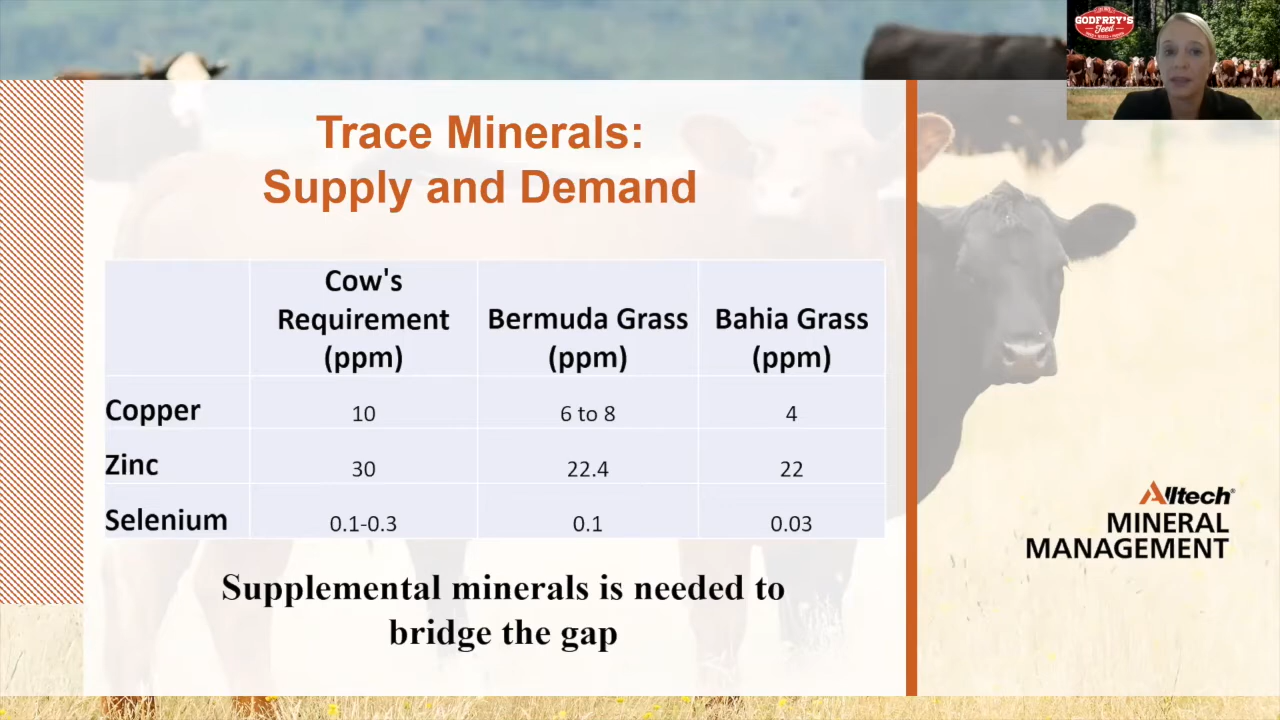 GODFREY'S
Feed
Trace Minerals:
Supply and Demand
Cow's
Requirement Bermuda Grass Bahia Grass
(ppm) (ppm) (ppm)
Copper 10 6 to 8 4
Zinc 30 22.4 22
Selenium 0.1-0.3 0.1 0.03
Supplemental minerals is needed to
bridge the gap
Alltech®
MINERAL
MANAGEMENT